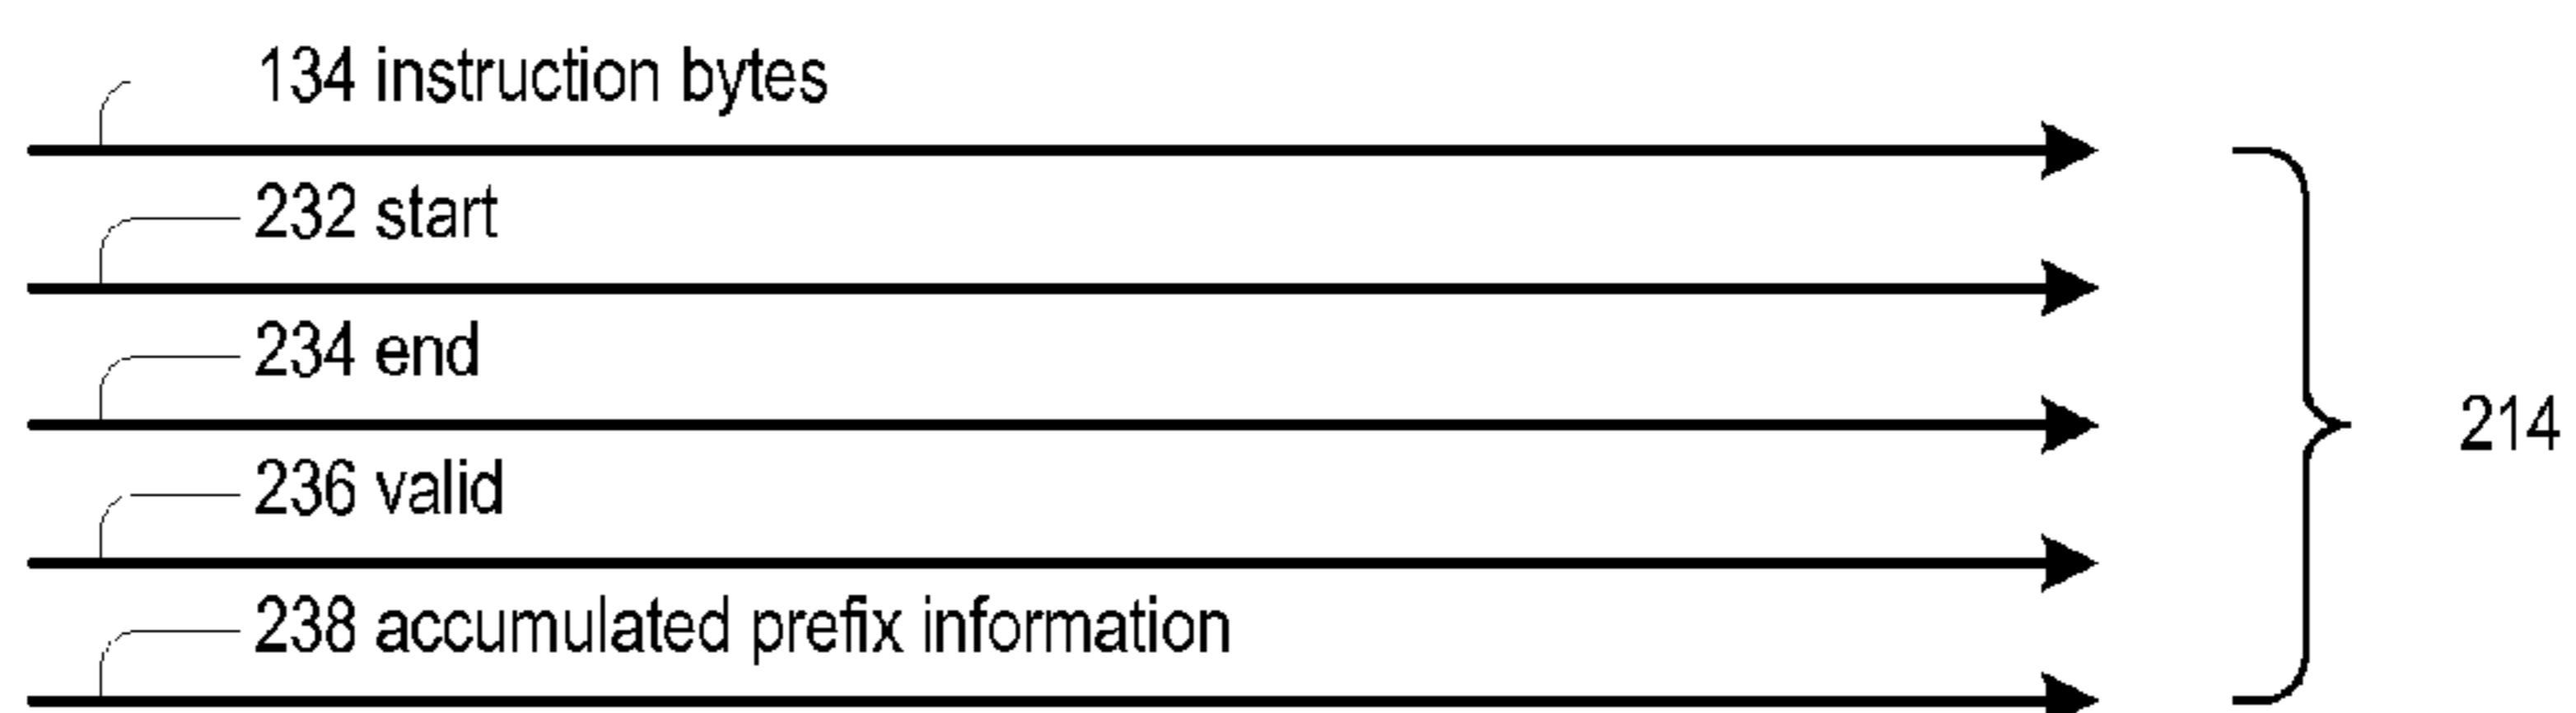 134 instruction bytes
232 start
234 end
214
236 valid
238 accumulated prefix information